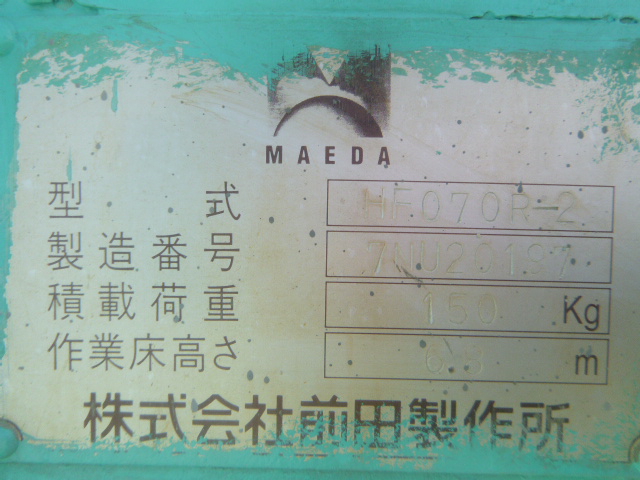 MAEDA
型式 HF070R-2
製造番号
積載荷重 150 Kg
作業床高さ m
株式会社前田製作所